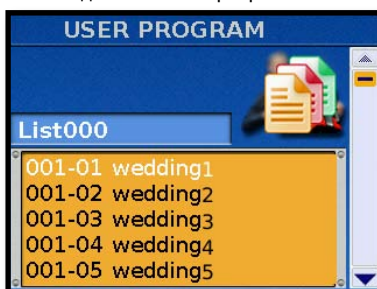 USER PROGRAM
List000
001-01 wedding1
001-02 wedding2
001-03 wedding3
001-04 wedding4
001-05 wedding5